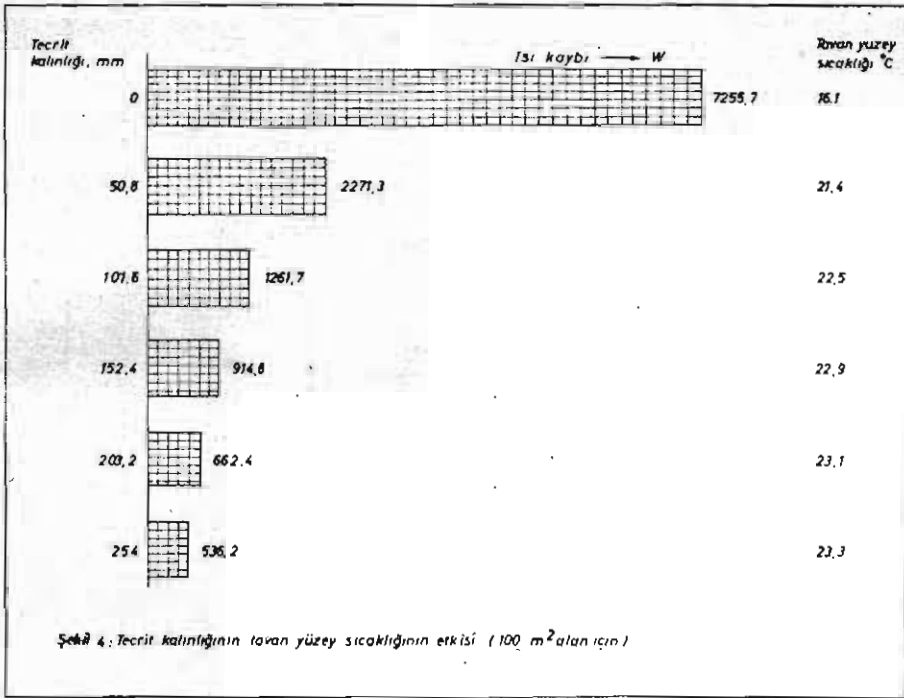 Tecrit kalınlığı, mm
Isı kaybı → W
Tavan yüzey sıcaklığı °C
0 7255,7 16.1
50,8 2271,3 21,4
101,6 1261,7 22,5
152,4 914,6 22,9
203,2 662.4 23.1
254 536,2 23,3
Şekil 4: Tecrit kalınlığının tavan yüzey sıcaklığının etkisi (100 m² alan için)